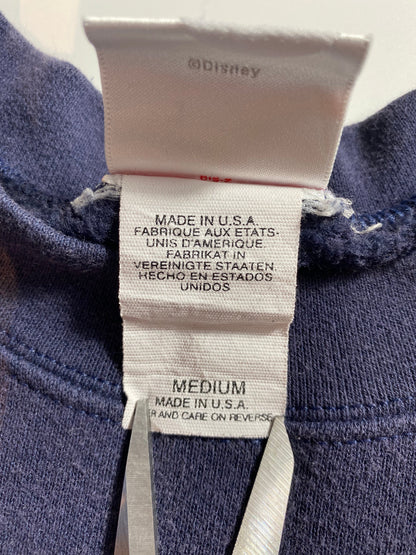 ©Disney
MADE IN U.S.A.
FABRIQUE AUX ETATS-
UNIS D'AMERIQUE.
FABRIKAT IN
VEREINIGTE STAATEN.
HECHO EN ESTADOS
UNIDOS
MEDIUM
MADE IN U.S.A.
AND CARE ON REVERSE